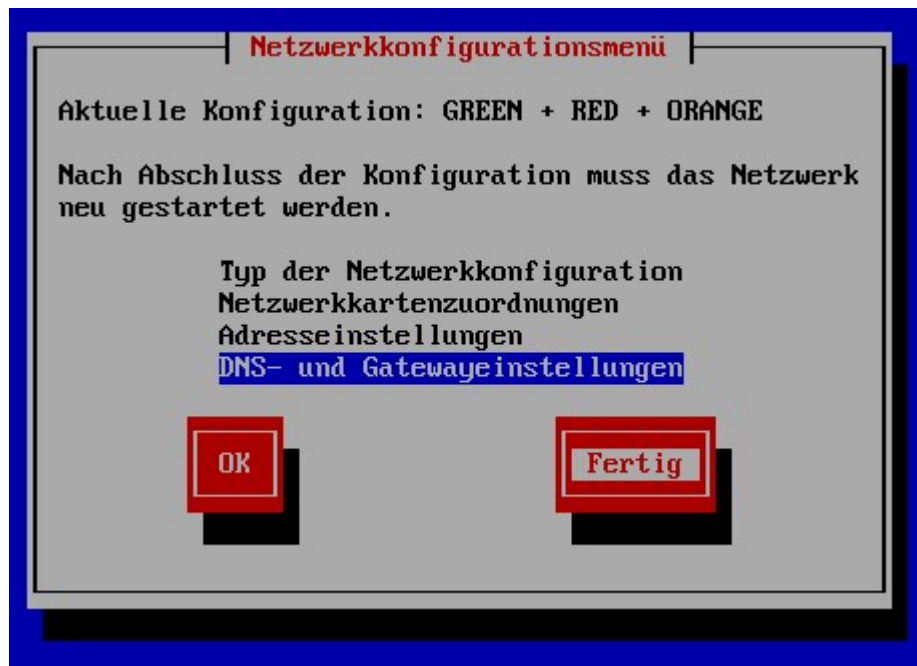 Netzwerkkonfigurationsmenü
Aktuelle Konfiguration: GREEN + RED + ORANGE
Nach Abschluss der Konfiguration muss das Netzwerk
neu gestartet werden.
Typ der Netzwerkkonfiguration
Netzwerkkartenzuordnungen
Adresseinstellungen
DNS- und Gatewayeinstellungen
OK Fertig